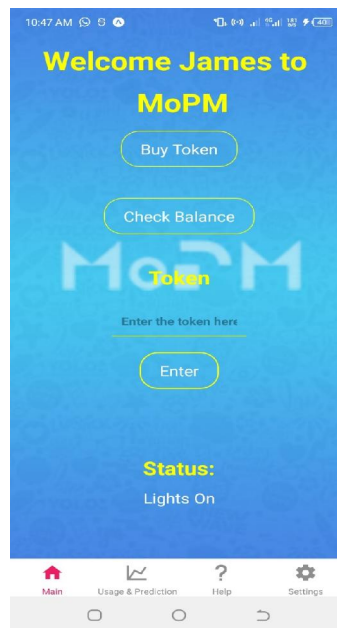 10:47 AM
Welcome James to
MoPM
Buy Token
Check Balance
MoPM
Token
Enter the token here
Enter
Status:
Lights On
Main Usage & Prediction Help Settings